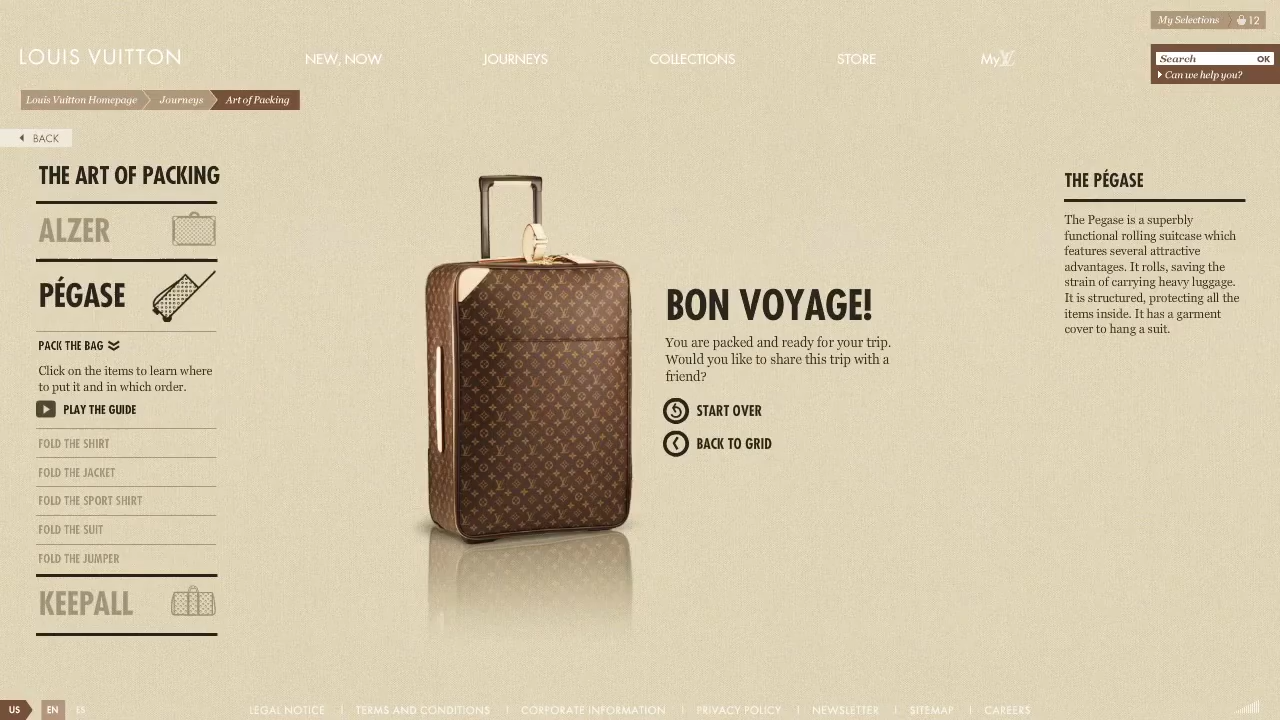 My Selections 12
LOUIS VUITTON
NEW, NOW
JOURNEYS
COLLECTIONS
STORE
My LV
Search OK
Can we help you?
Louis Vuitton Homepage
Journeys
Art of Packing
BACK
THE ART OF PACKING
ALZER
PÉGASE
PACK THE BAG
Click on the items to learn where
to put it and in which order.
PLAY THE GUIDE
FOLD THE SHIRT
FOLD THE JACKET
FOLD THE SPORT SHIRT
FOLD THE SUIT
FOLD THE JUMPER
KEEPALL
BON VOYAGE!
You are packed and ready for your trip.
Would you like to share this trip with a
friend?
START OVER
BACK TO GRID
THE PÉGASE
The Pegase is a superbly
functional rolling suitcase which
features several attractive
advantages. It rolls, saving the
strain of carrying heavy luggage.
It is structured, protecting all the
items inside. It has a garment
cover to hang a suit.
US EN ES
LEGAL NOTICE | TERMS AND CONDITIONS | CORPORATE INFORMATION | PRIVACY POLICY | NEWSLETTER | SITEMAP | CAREERS